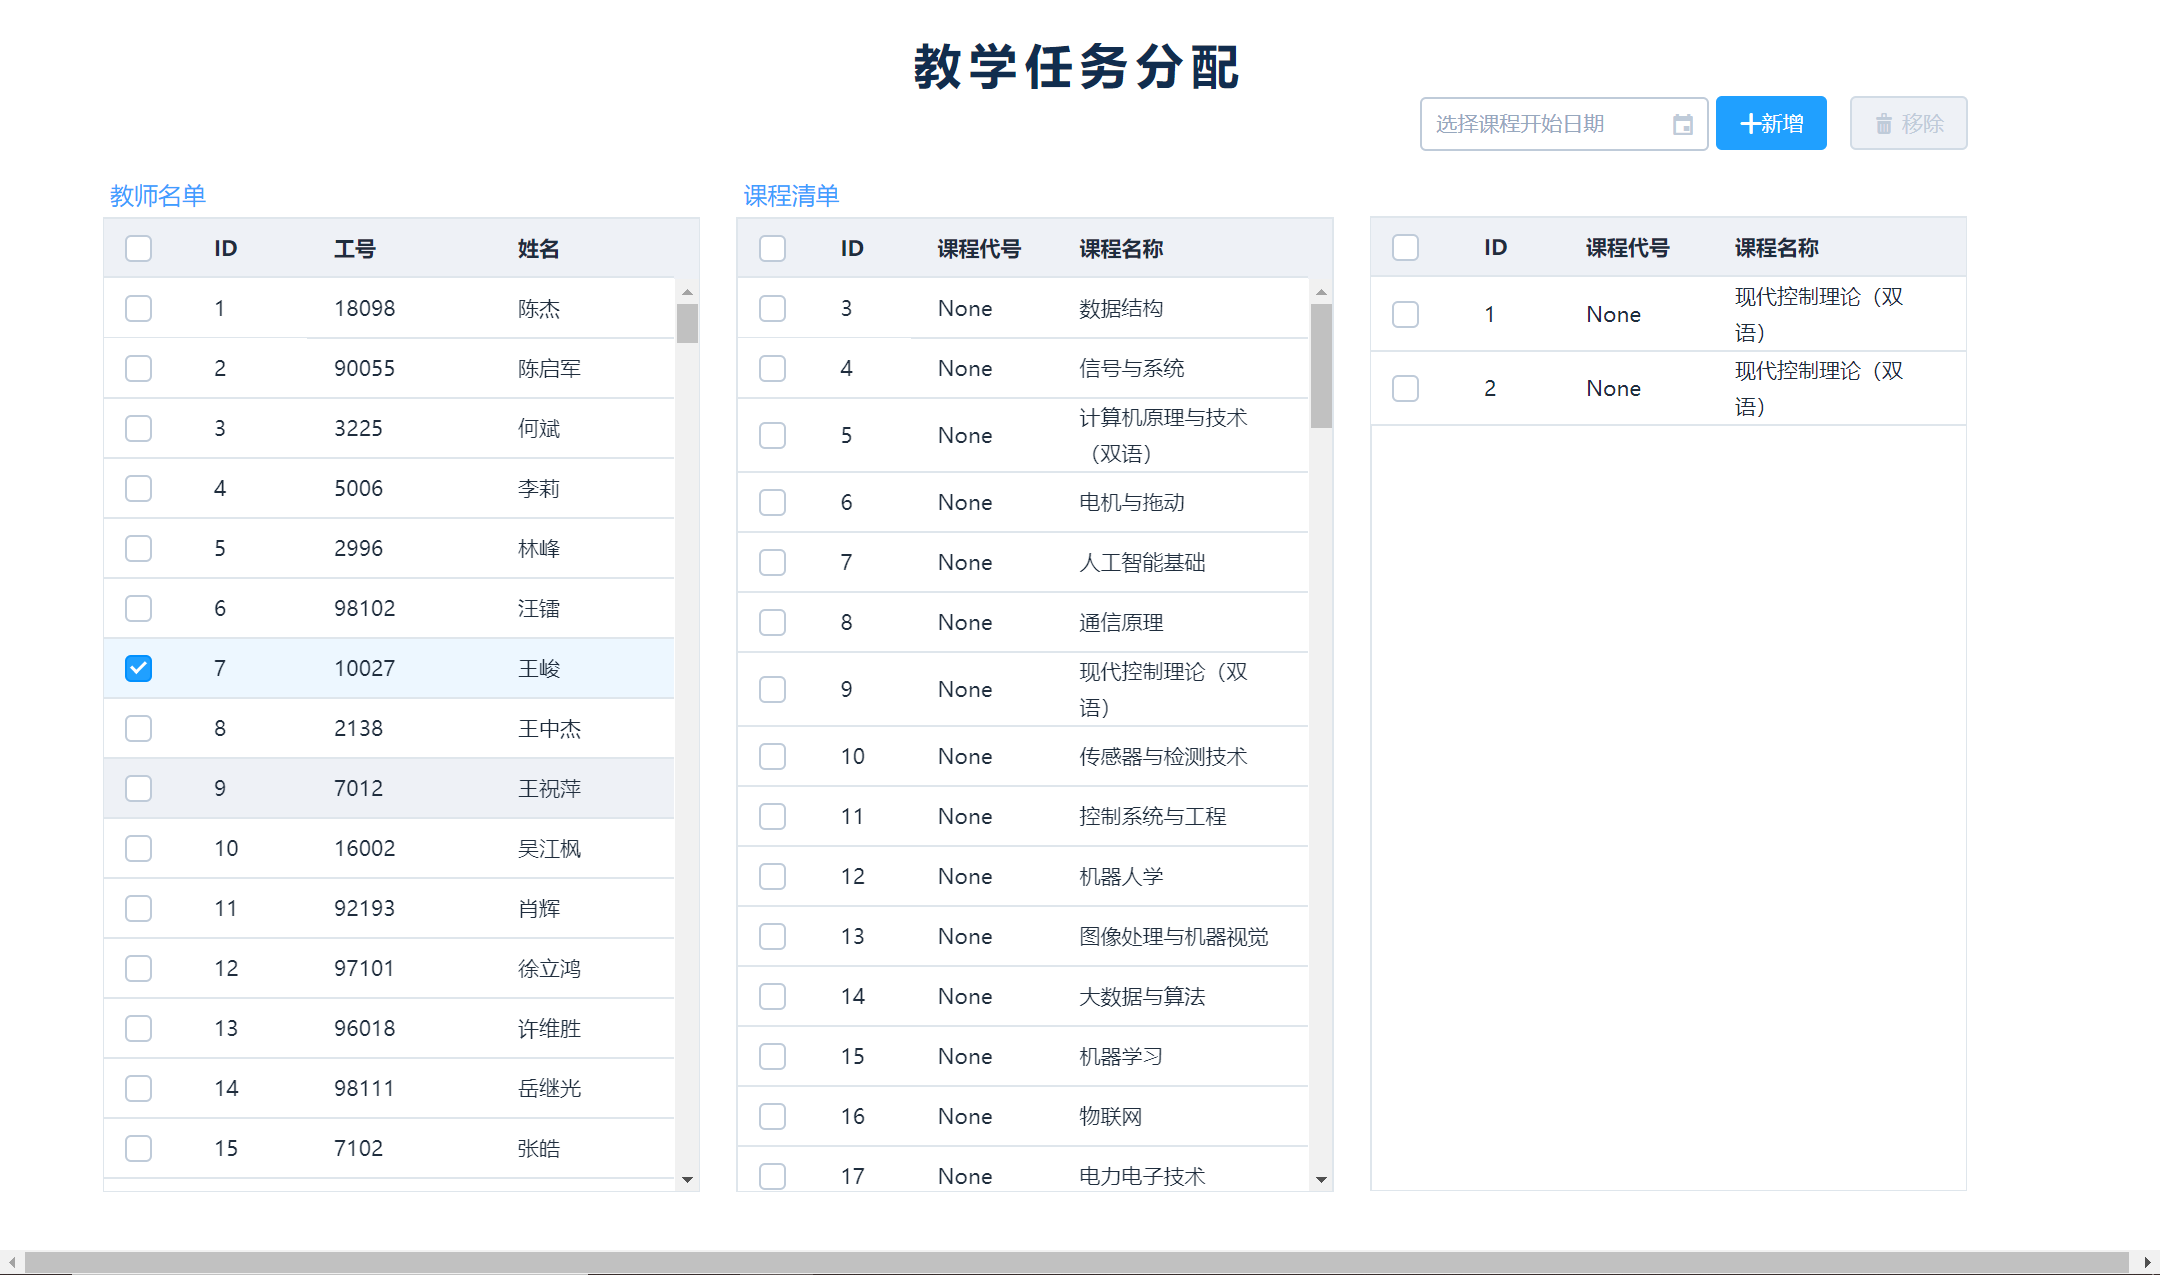 教学任务分配
选择课程开始日期 新增 移除
教师名单
ID 工号 姓名
1 18098 陈杰
2 90055 陈启军
3 3225 何斌
4 5006 李莉
5 2996 林峰
6 98102 汪镭
7 10027 王峻
8 2138 王中杰
9 7012 王祝萍
10 16002 吴江枫
11 92193 肖辉
12 97101 徐立鸿
13 96018 许维胜
14 98111 岳继光
15 7102 张皓
课程清单
ID 课程代号 课程名称
3 None 数据结构
4 None 信号与系统
5 None 计算机原理与技术
（双语）
6 None 电机与拖动
7 None 人工智能基础
8 None 通信原理
9 None 现代控制理论（双
语）
10 None 传感器与检测技术
11 None 控制系统与工程
12 None 机器人学
13 None 图像处理与机器视觉
14 None 大数据与算法
15 None 机器学习
16 None 物联网
17 None 电力电子技术
ID 课程代号 课程名称
1 None 现代控制理论（双
语）
2 None 现代控制理论（双
语）